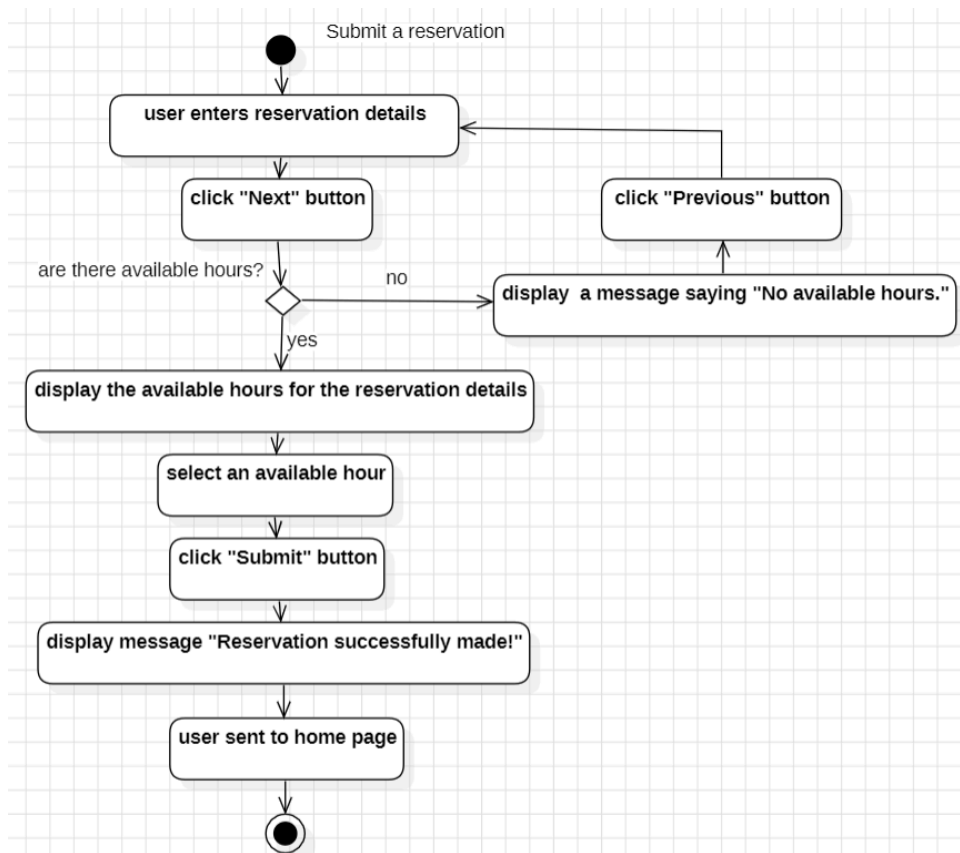 Submit a reservation
user enters reservation details
click "Next" button
click "Previous" button
are there available hours?
no
display  a message saying "No available hours."
yes
display the available hours for the reservation details
select an available hour
click "Submit" button
display message "Reservation successfully made!"
user sent to home page